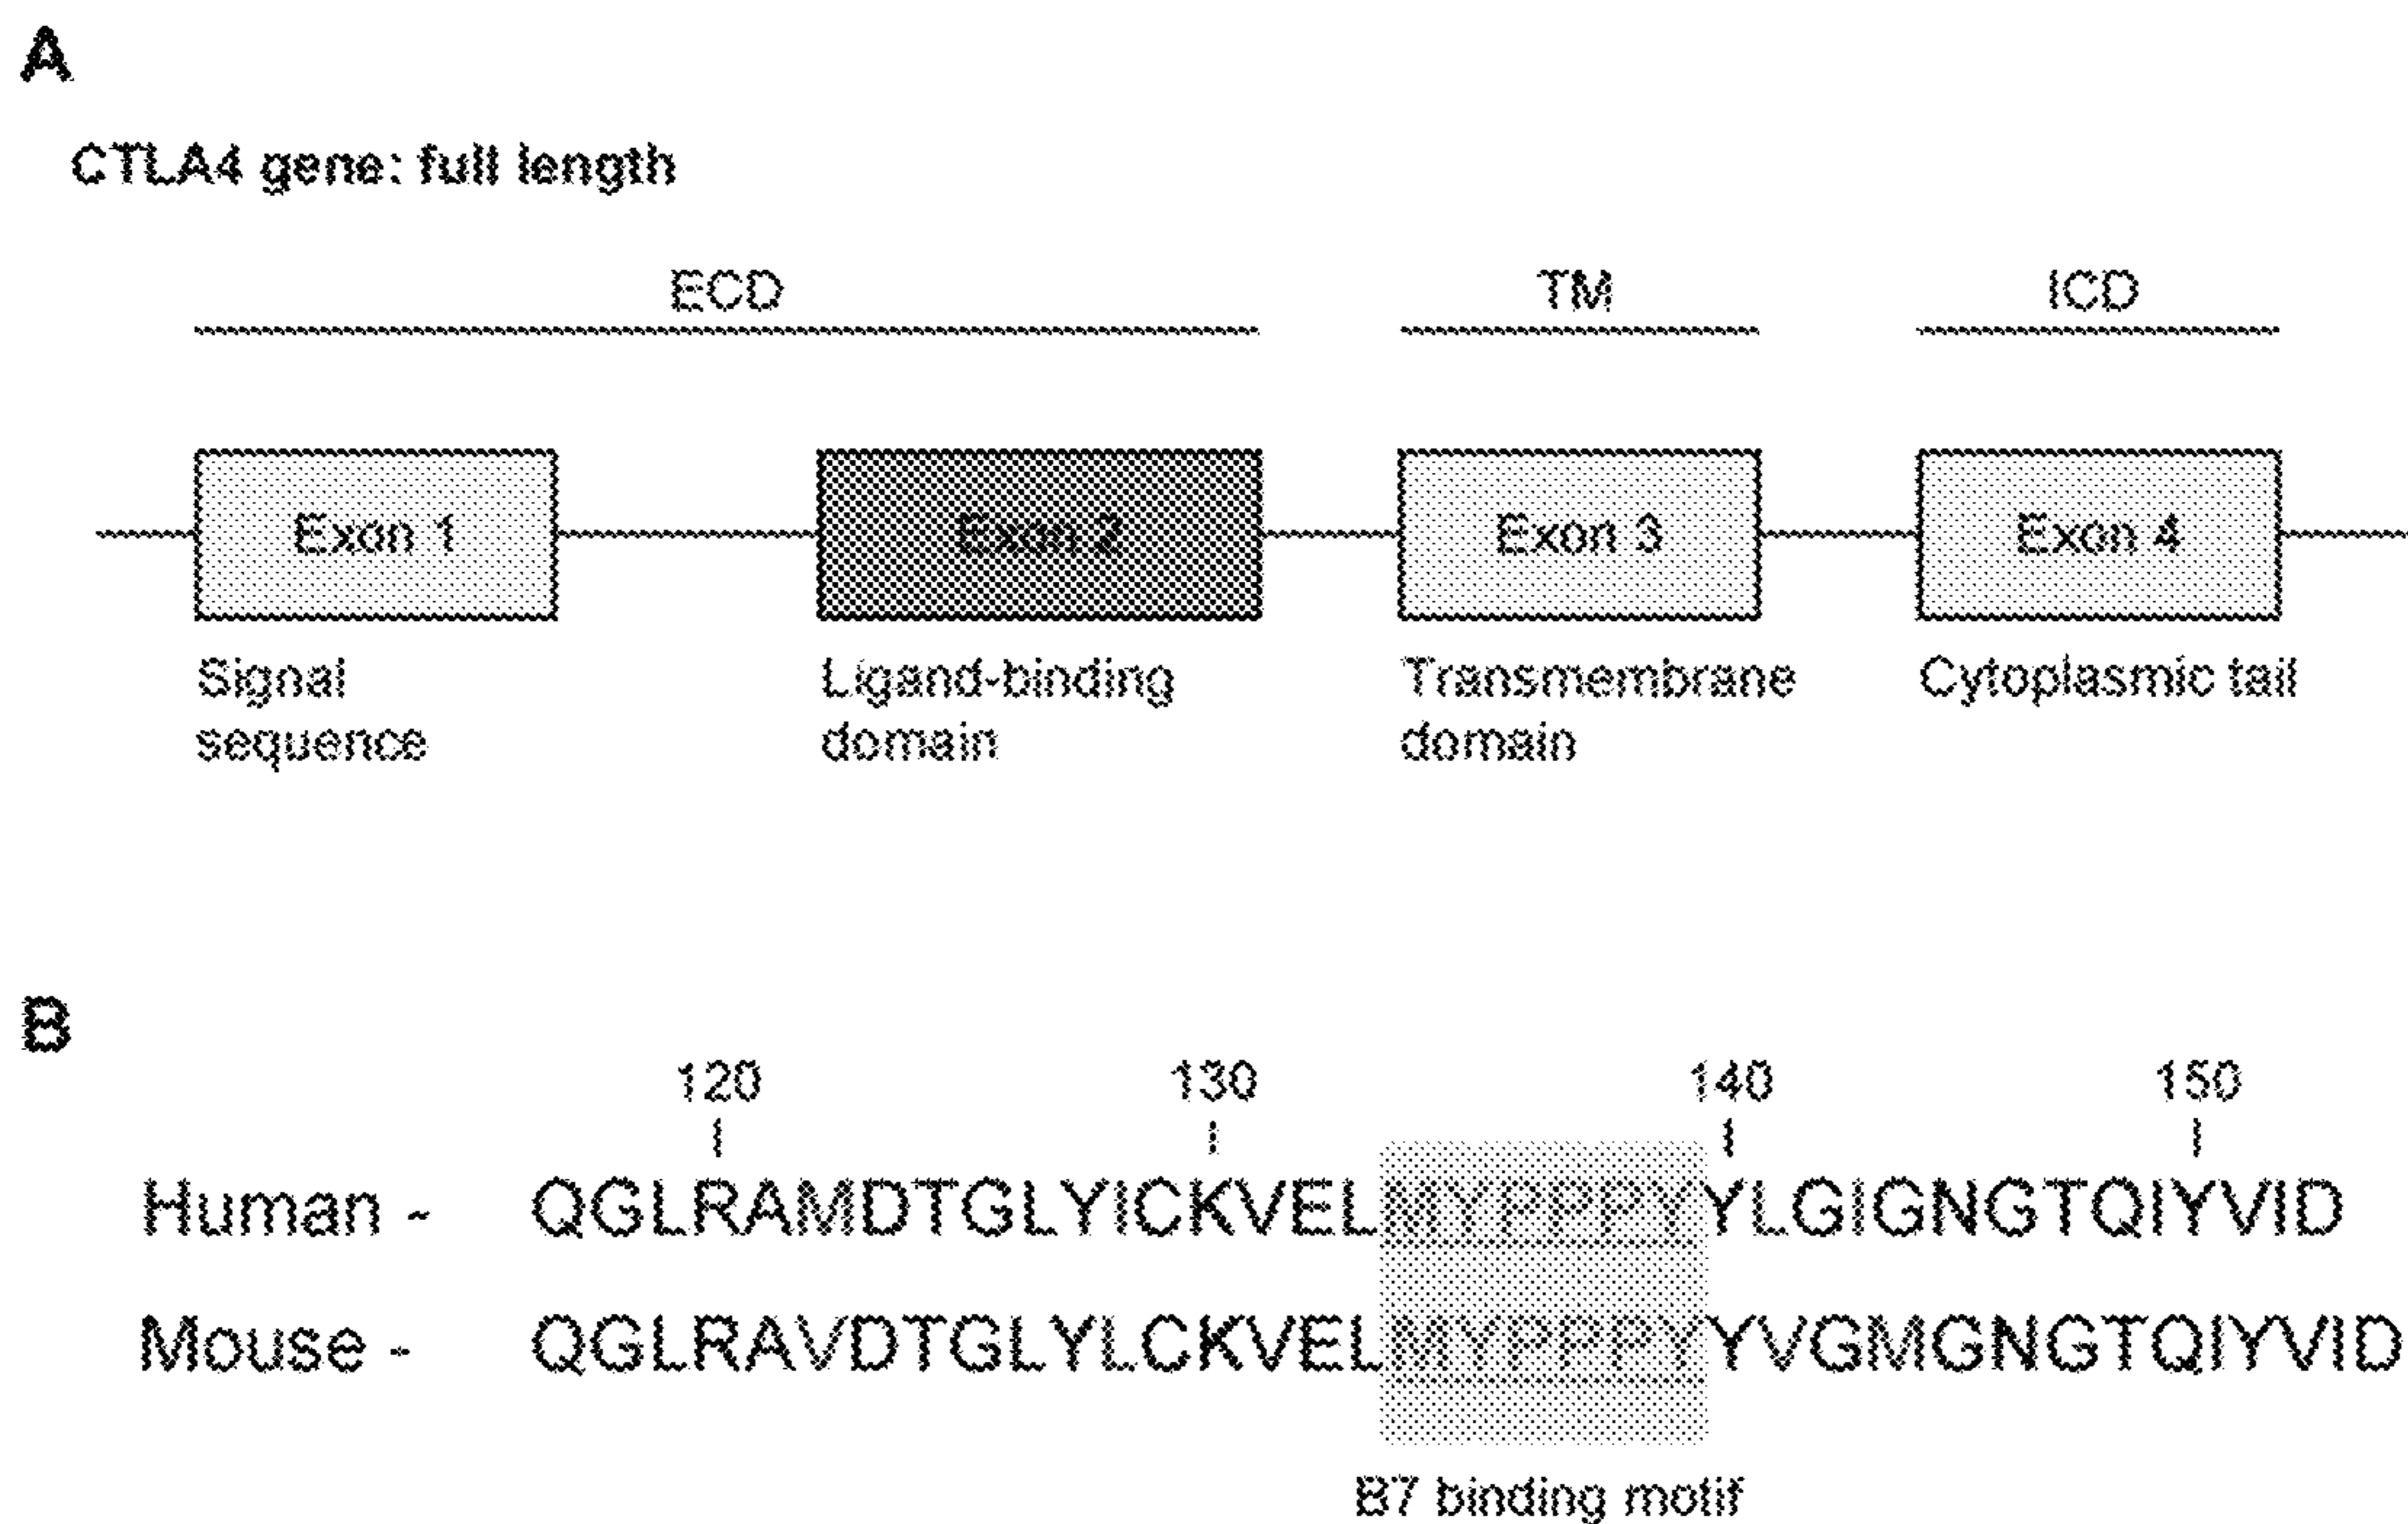 A
CTLA4 gene: full length
ECD TM ICD
Exon 1 Exon 2 Exon 3 Exon 4
Signal sequence
Ligand-binding domain
Transmembrane domain
Cytoplasmic tail
B
120 130 140 150
Human - QGLRAMDTGLYICKVELMYPPPYYLGIGNGTQIYVID
Mouse - QGLRAVDTGLYLCKVELMYPPPYYVGMGNGTQIYVID
B7 binding motif